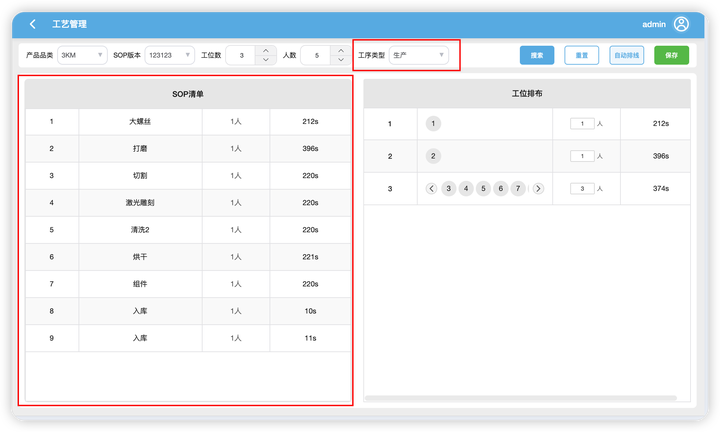 工艺管理 admin
产品品类 3KM SOP版本 123123 工位数 3 人数 5 工序类型 生产 搜索 重置 自动排线 保存
SOP清单
1 大螺丝 1人 212s
2 打磨 1人 396s
3 切割 1人 220s
4 激光雕刻 1人 220s
5 清洗2 1人 220s
6 烘干 1人 221s
7 组件 1人 220s
8 入库 1人 10s
9 入库 1人 11s
工位排布
1 1 1 人 212s
2 2 1 人 396s
3 3 4 5 6 7 3 人 374s